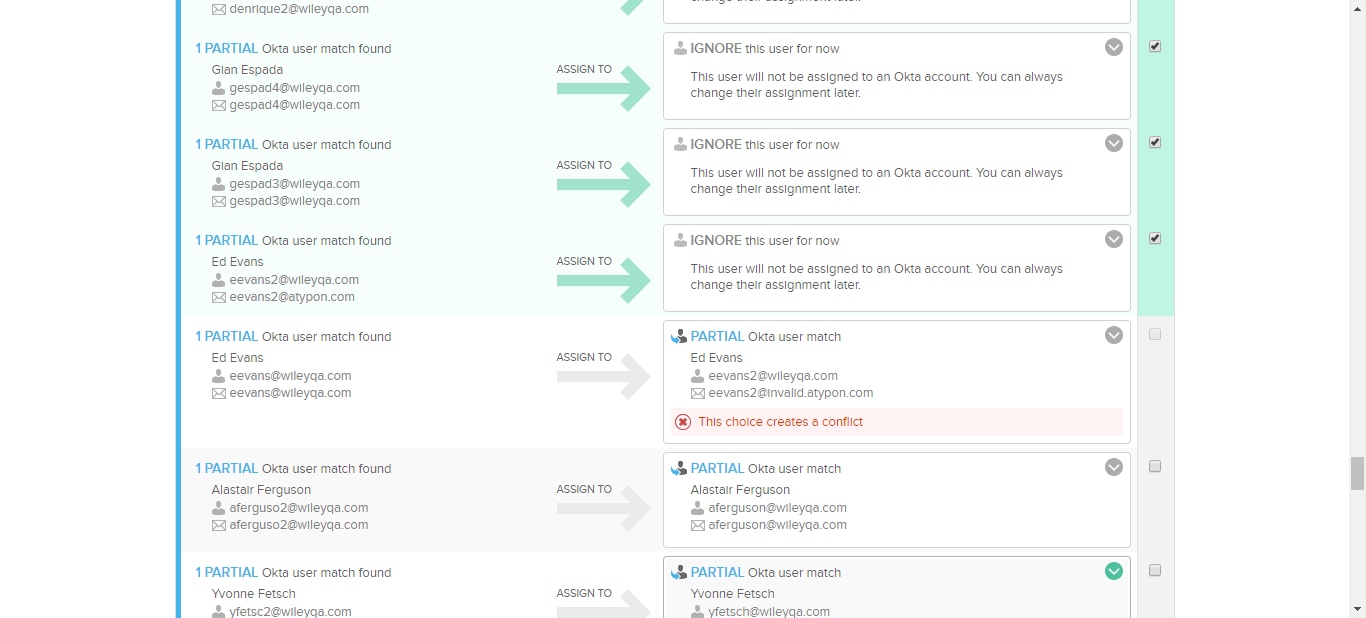 denrique2@wileyqa.com
change their assignment later.
1 PARTIAL Okta user match found
Gian Espada
gespad4@wileyqa.com
gespad4@wileyqa.com
ASSIGN TO
IGNORE this user for now
This user will not be assigned to an Okta account. You can always
change their assignment later.
1 PARTIAL Okta user match found
Gian Espada
gespad3@wileyqa.com
gespad3@wileyqa.com
ASSIGN TO
IGNORE this user for now
This user will not be assigned to an Okta account. You can always
change their assignment later.
1 PARTIAL Okta user match found
Ed Evans
eevans2@wileyqa.com
eevans2@atypon.com
ASSIGN TO
IGNORE this user for now
This user will not be assigned to an Okta account. You can always
change their assignment later.
1 PARTIAL Okta user match found
Ed Evans
eevans@wileyqa.com
eevans@wileyqa.com
ASSIGN TO
PARTIAL Okta user match
Ed Evans
eevans2@wileyqa.com
eevans2@invalid.atypon.com
This choice creates a conflict
1 PARTIAL Okta user match found
Alastair Ferguson
aferguso2@wileyqa.com
aferguso2@wileyqa.com
ASSIGN TO
PARTIAL Okta user match
Alastair Ferguson
aferguson@wileyqa.com
aferguson@wileyqa.com
1 PARTIAL Okta user match found
Yvonne Fetsch
yfetsc2@wileyqa.com
ASSIGN TO
PARTIAL Okta user match
Yvonne Fetsch
yfetsch@wileyqa.com